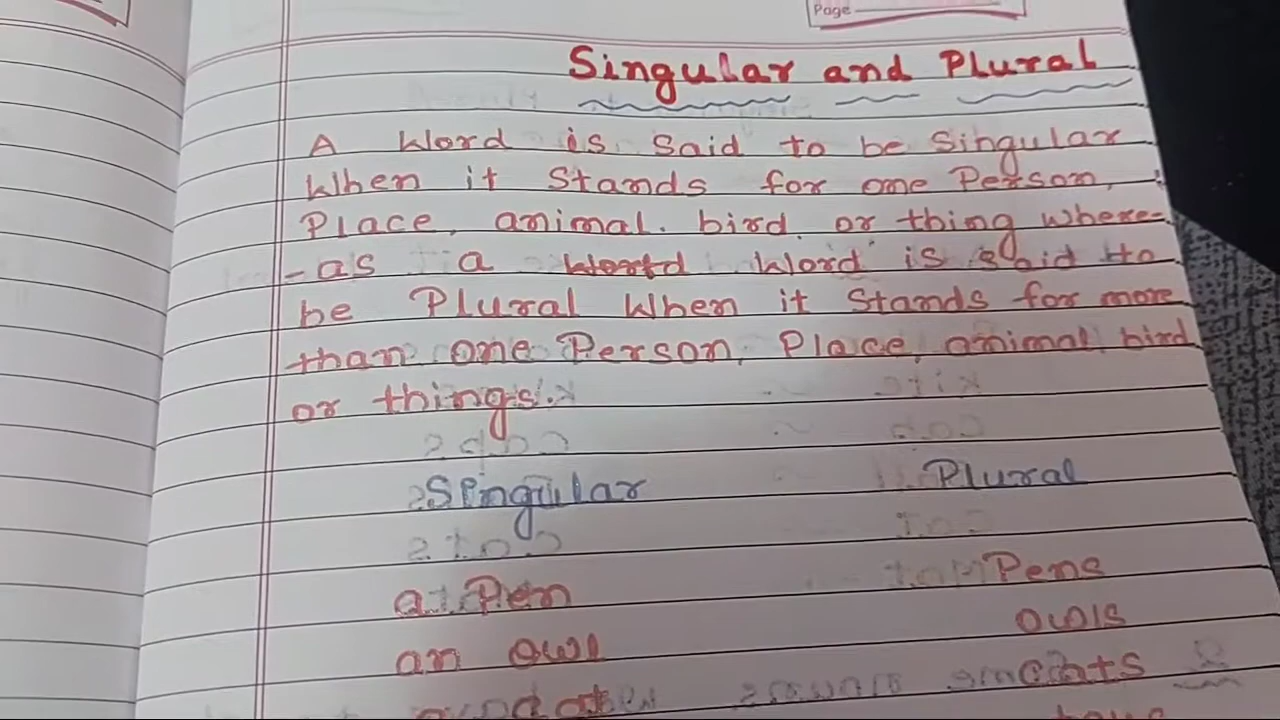 Page
Singular and Plural
A Word is Said to be Singular
When it Stands for one Person,
Place, animal. bird. or thing where-
-as a Word is said to
be Plural When it Stands for more
than one Person, Place, animal, bird
or things.
Singular Plural
a Pen Pens
an owl owls
cats